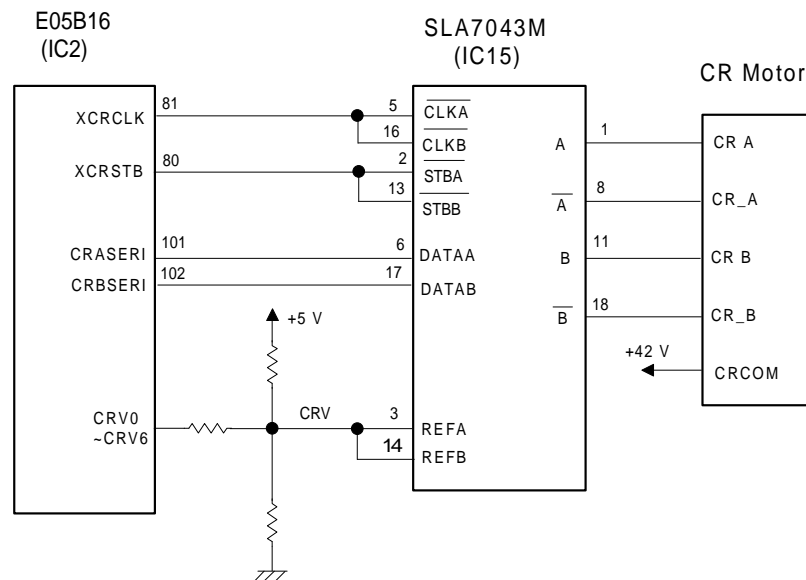 E05B16
(IC2)
SLA7043M
(IC15)
CR Motor
XCRCLK
81
5
CLKA
16
CLKB
A
1
CR A
XCRSTB
80
2
STBA
13
STBB
A
8
CR_A
CRASERI
101
6
DATAA
B
11
CR B
CRBSERI
102
17
DATAB
B
18
CR_B
+5 V
+42 V
CRCOM
CRV0
~CRV6
CRV
3
REFA
14
REFB